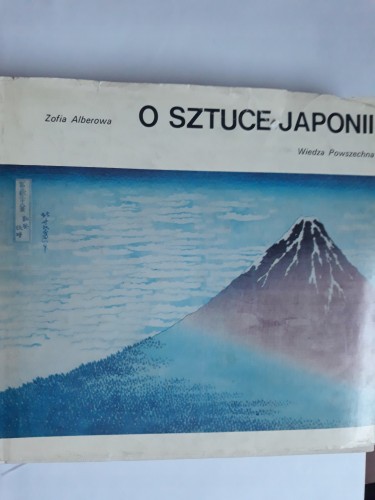 Zofia Alberowa
O SZTUCE JAPONII
Wiedza Powszechna